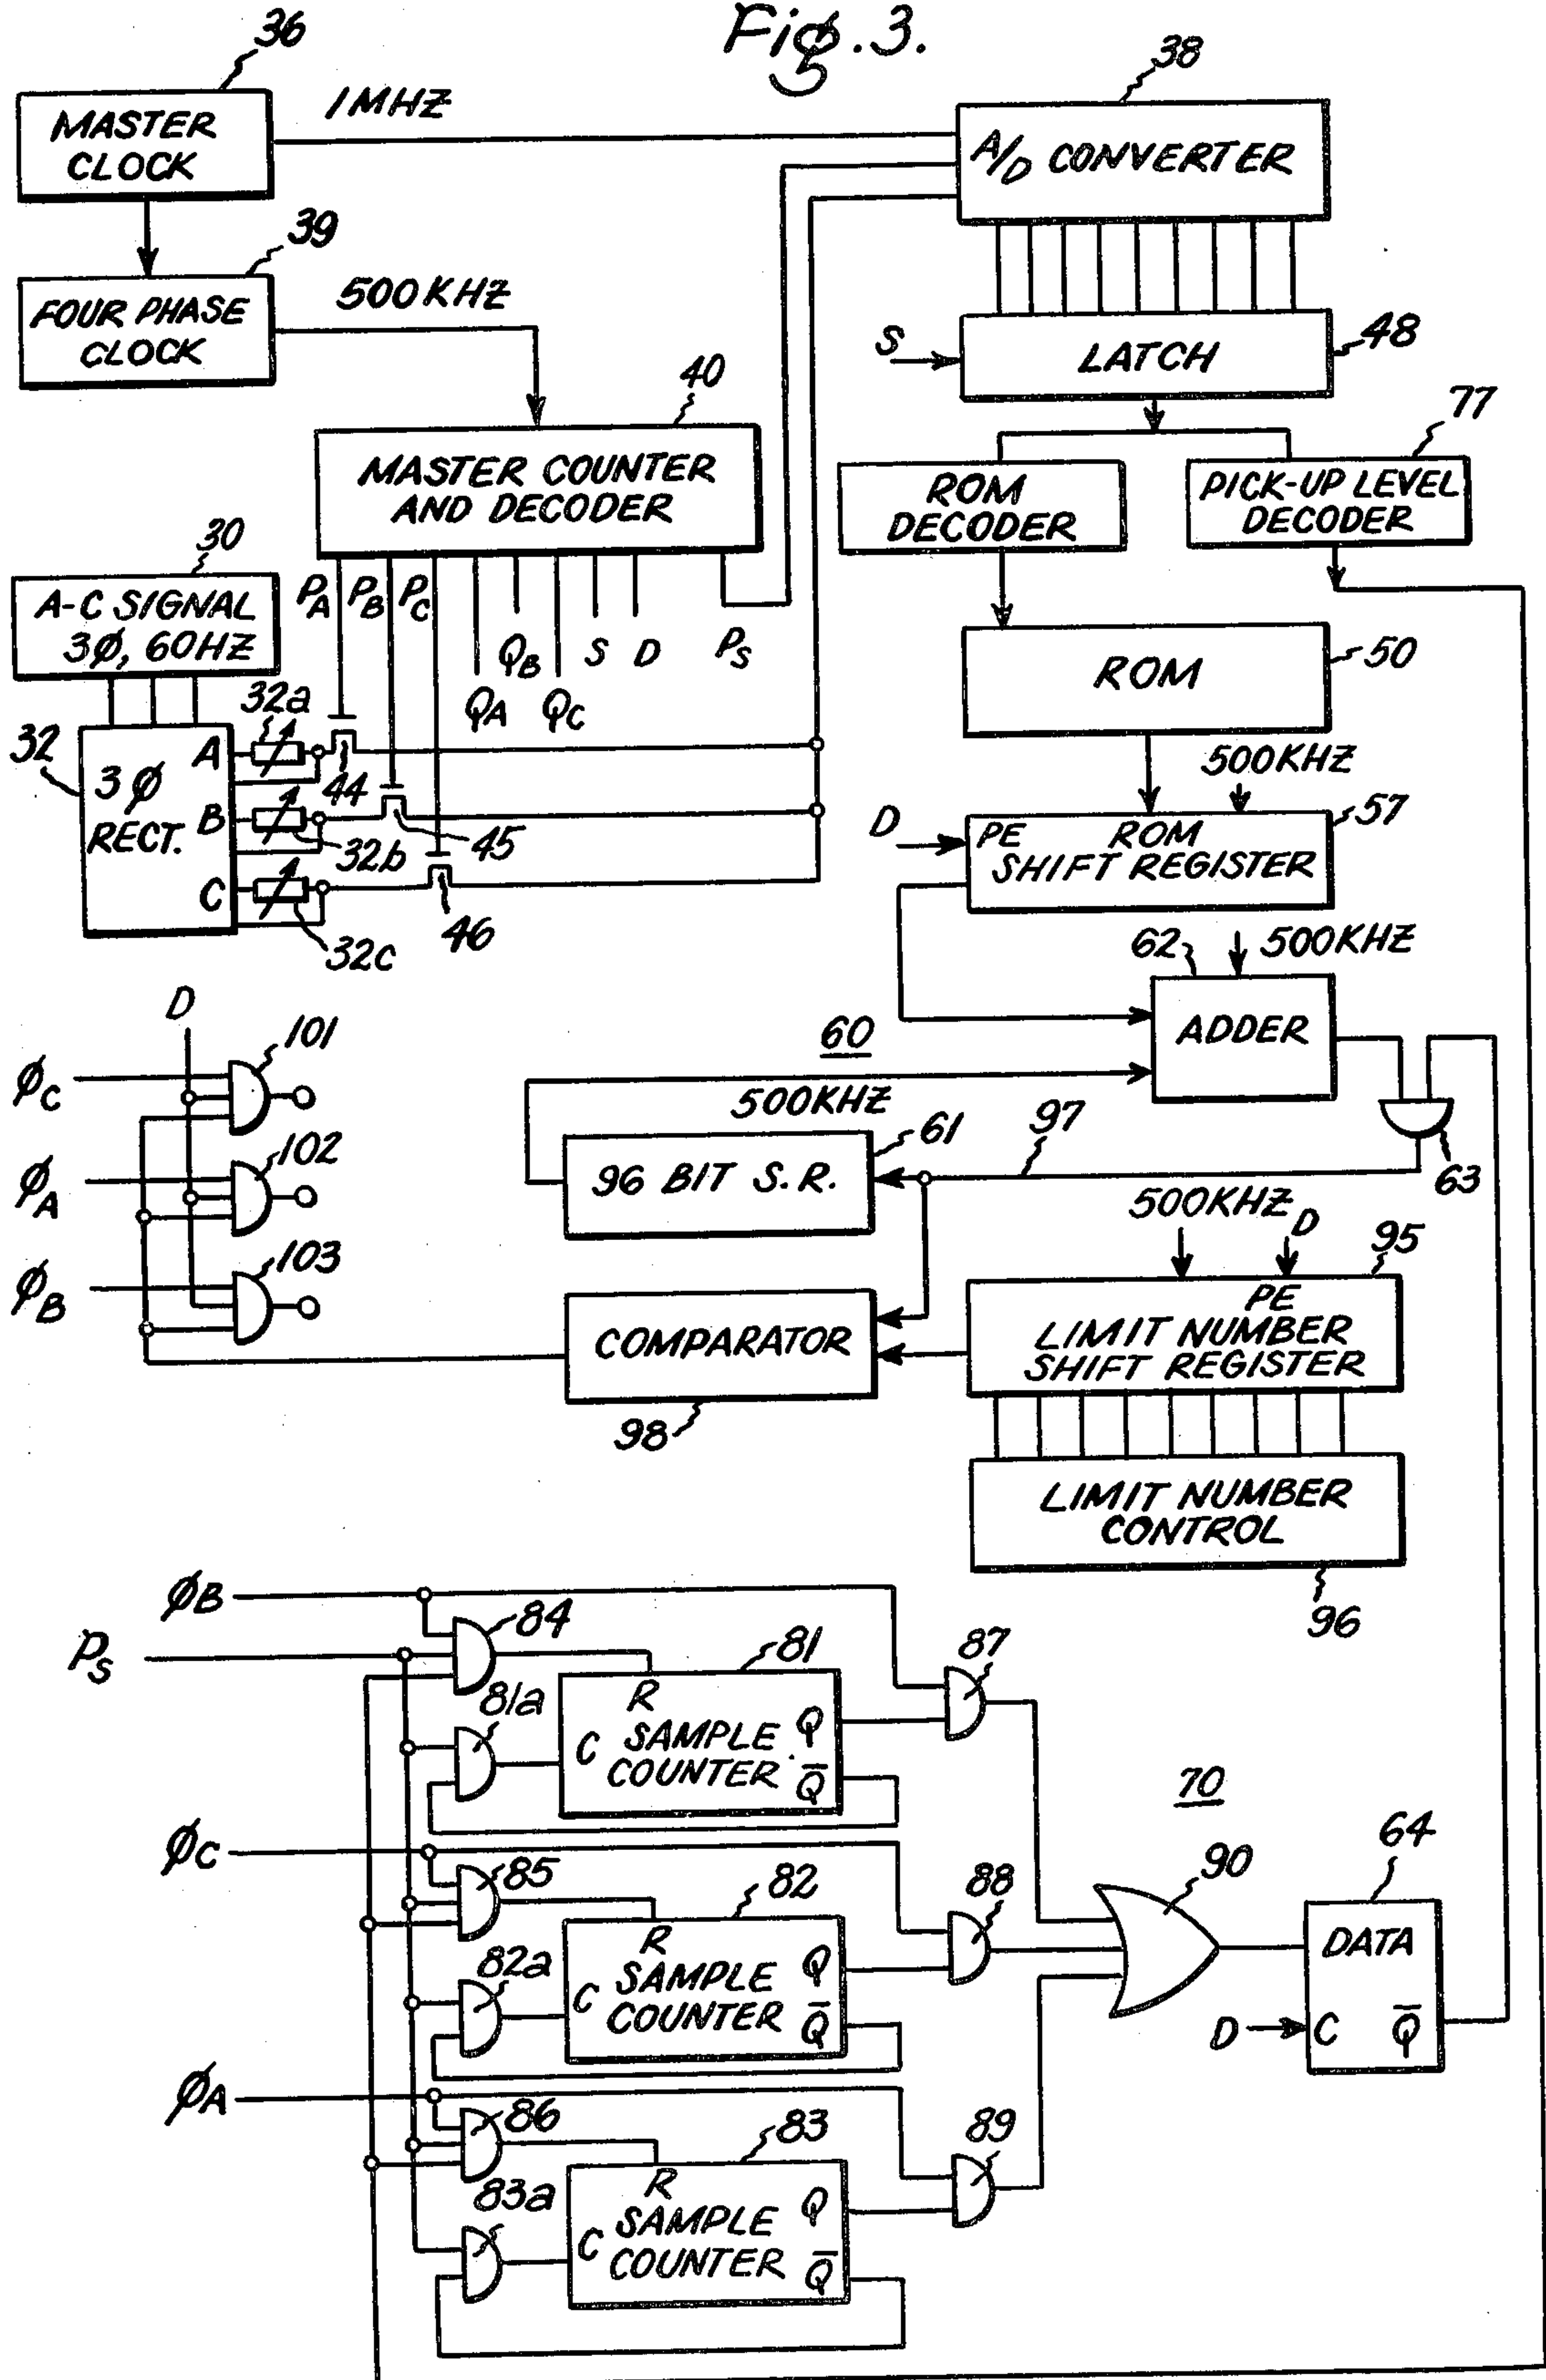 Fig. 3.
36
MASTER
CLOCK
1MHZ
38
A/D CONVERTER
39
FOUR PHASE
CLOCK
500KHZ
S
LATCH
48
40
MASTER COUNTER
AND DECODER
77
ROM
DECODER
PICK-UP LEVEL
DECODER
30
A-C SIGNAL
3Ø, 60HZ
PA
PB
PC
QA
QB
QC
S
D
PS
ROM
50
32
3Ø
RECT.
A
B
C
32a
32b
32c
44
45
46
500KHZ
D
PE
ROM
SHIFT REGISTER
57
62
500KHZ
ADDER
60
63
D
ØC
101
ØA
102
ØB
103
500KHZ
61
96 BIT S.R.
97
500KHZ
D
95
PE
LIMIT NUMBER
SHIFT REGISTER
COMPARATOR
98
LIMIT NUMBER
CONTROL
96
ØB
PS
84
81
87
81a
R
C
SAMPLE
COUNTER
Q
Q̅
70
ØC
85
82
88
82a
R
C
SAMPLE
COUNTER
Q
Q̅
90
64
DATA
D
C
Q̅
ØA
86
83
89
83a
R
C
SAMPLE
COUNTER
Q
Q̅